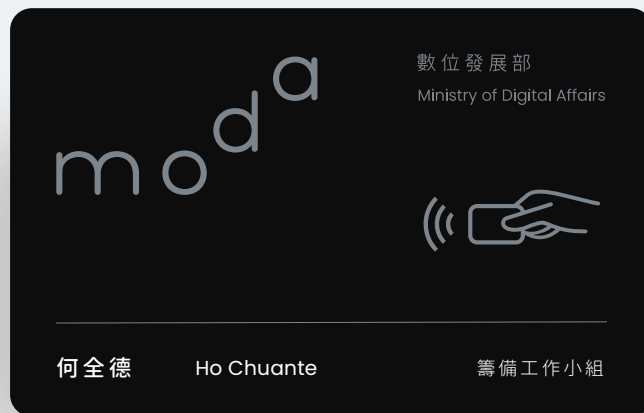 moda
數位發展部
Ministry of Digital Affairs
何全德 Ho Chuante 籌備工作小組